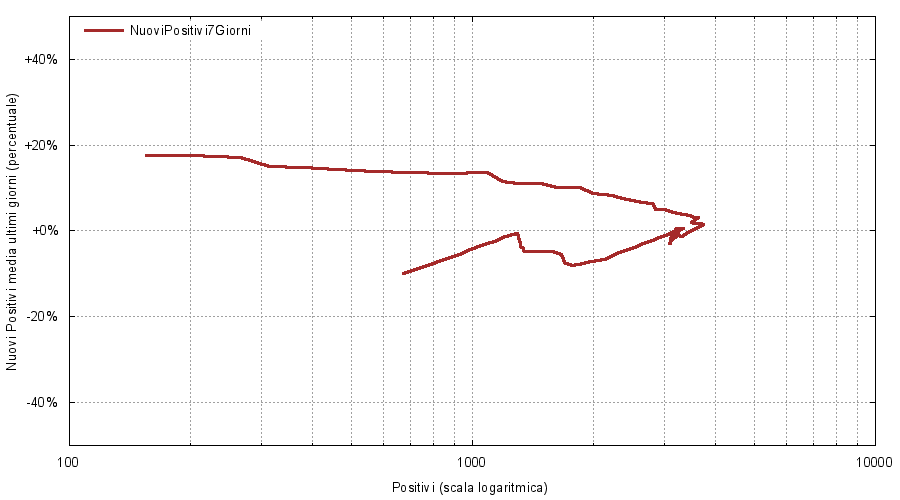 NuoviPositivi7Giorni
+40%
+20%
+0%
-20%
-40%
Nuovi Positivi media ultimi giorni (percentuale)
100 1000 10000
Positivi (scala logaritmica)